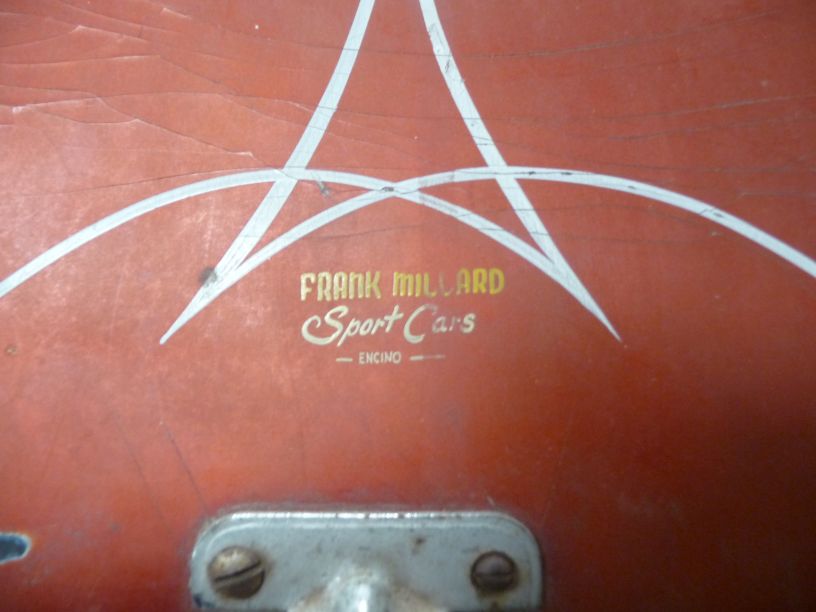 FRANK MILLARD
Sport Cars
— ENCINO —